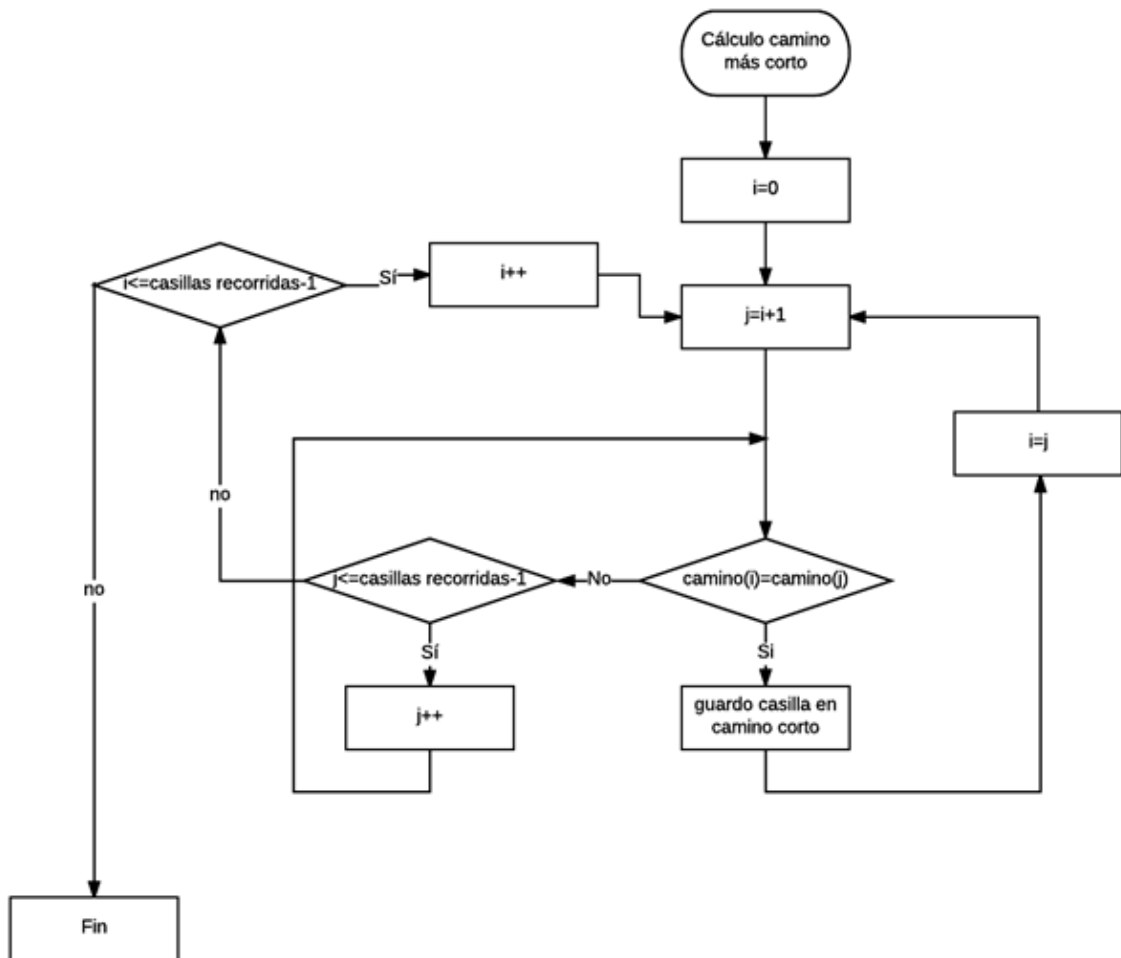 Cálculo camino
más corto
i=0
i<=casillas recorridas-1
Sí
i++
j=i+1
i=j
no
no
j<=casillas recorridas-1
No
camino(i)=camino(j)
Sí
Si
j++
guardo casilla en
camino corto
Fin